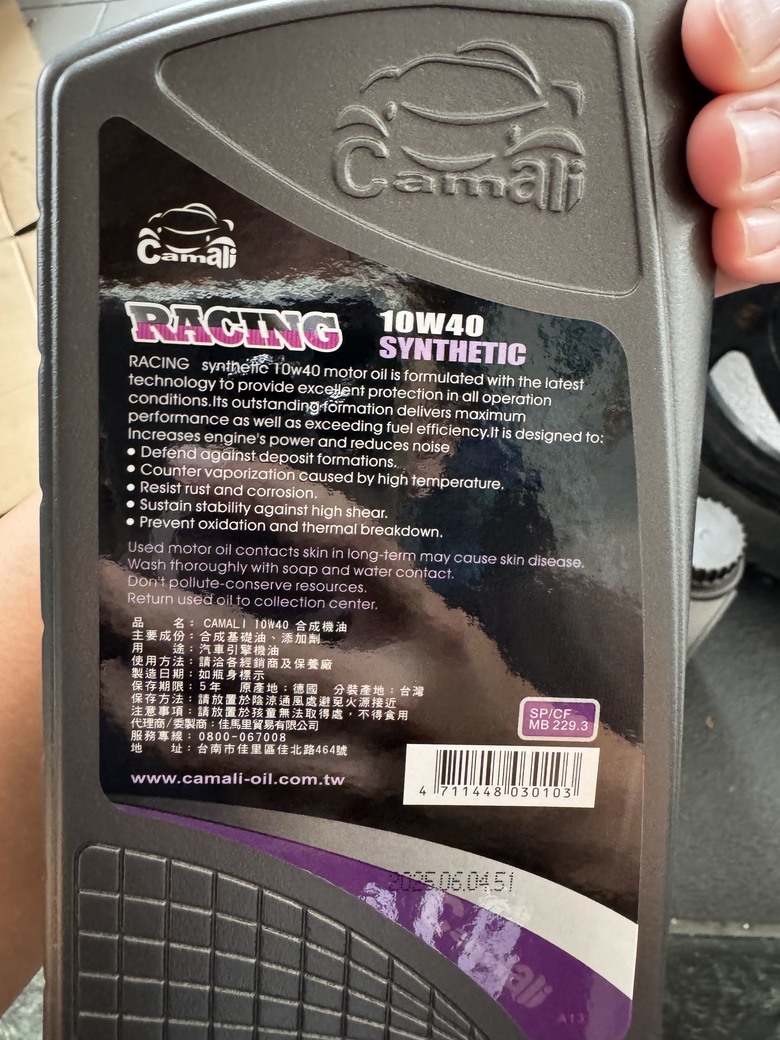 Camali
Camali
RACING 10W40
SYNTHETIC
RACING synthetic 10w40 motor oil is formulated with the latest
technology to provide excellent protection in all operation
conditions.Its outstanding formation delivers maximum
performance as well as exceeding fuel efficiency.It is designed to:
Increases engine's power and reduces noise
• Defend against deposit formations.
• Counter vaporization caused by high temperature.
• Resist rust and corrosion.
• Sustain stability against high shear.
• Prevent oxidation and thermal breakdown.
Used motor oil contacts skin in long-term may cause skin disease.
Wash thoroughly with soap and water contact.
Don't pollute-conserve resources.
Return used oil to collection center.
品　　名：CAMALI 10W40 合成機油
主要成份：合成基礎油、添加劑
用　　途：汽車引擎機油
使用方法：請洽各經銷商及保養廠
製造日期：如瓶身標示
保存期限：5年 原產地：德國 分裝產地：台灣
保存方法：請放置於陰涼通風處避免火源接近
注意事項：請放置於孩童無法取得處，不得食用
代理商/委製商：佳馬里貿易有限公司
服務專線：0800-067008
地　　址：台南市佳里區佳北路464號
SP/CF
MB 229.3
www.camali-oil.com.tw
4 711448 030103
2025.06.04.51
Camali
A13